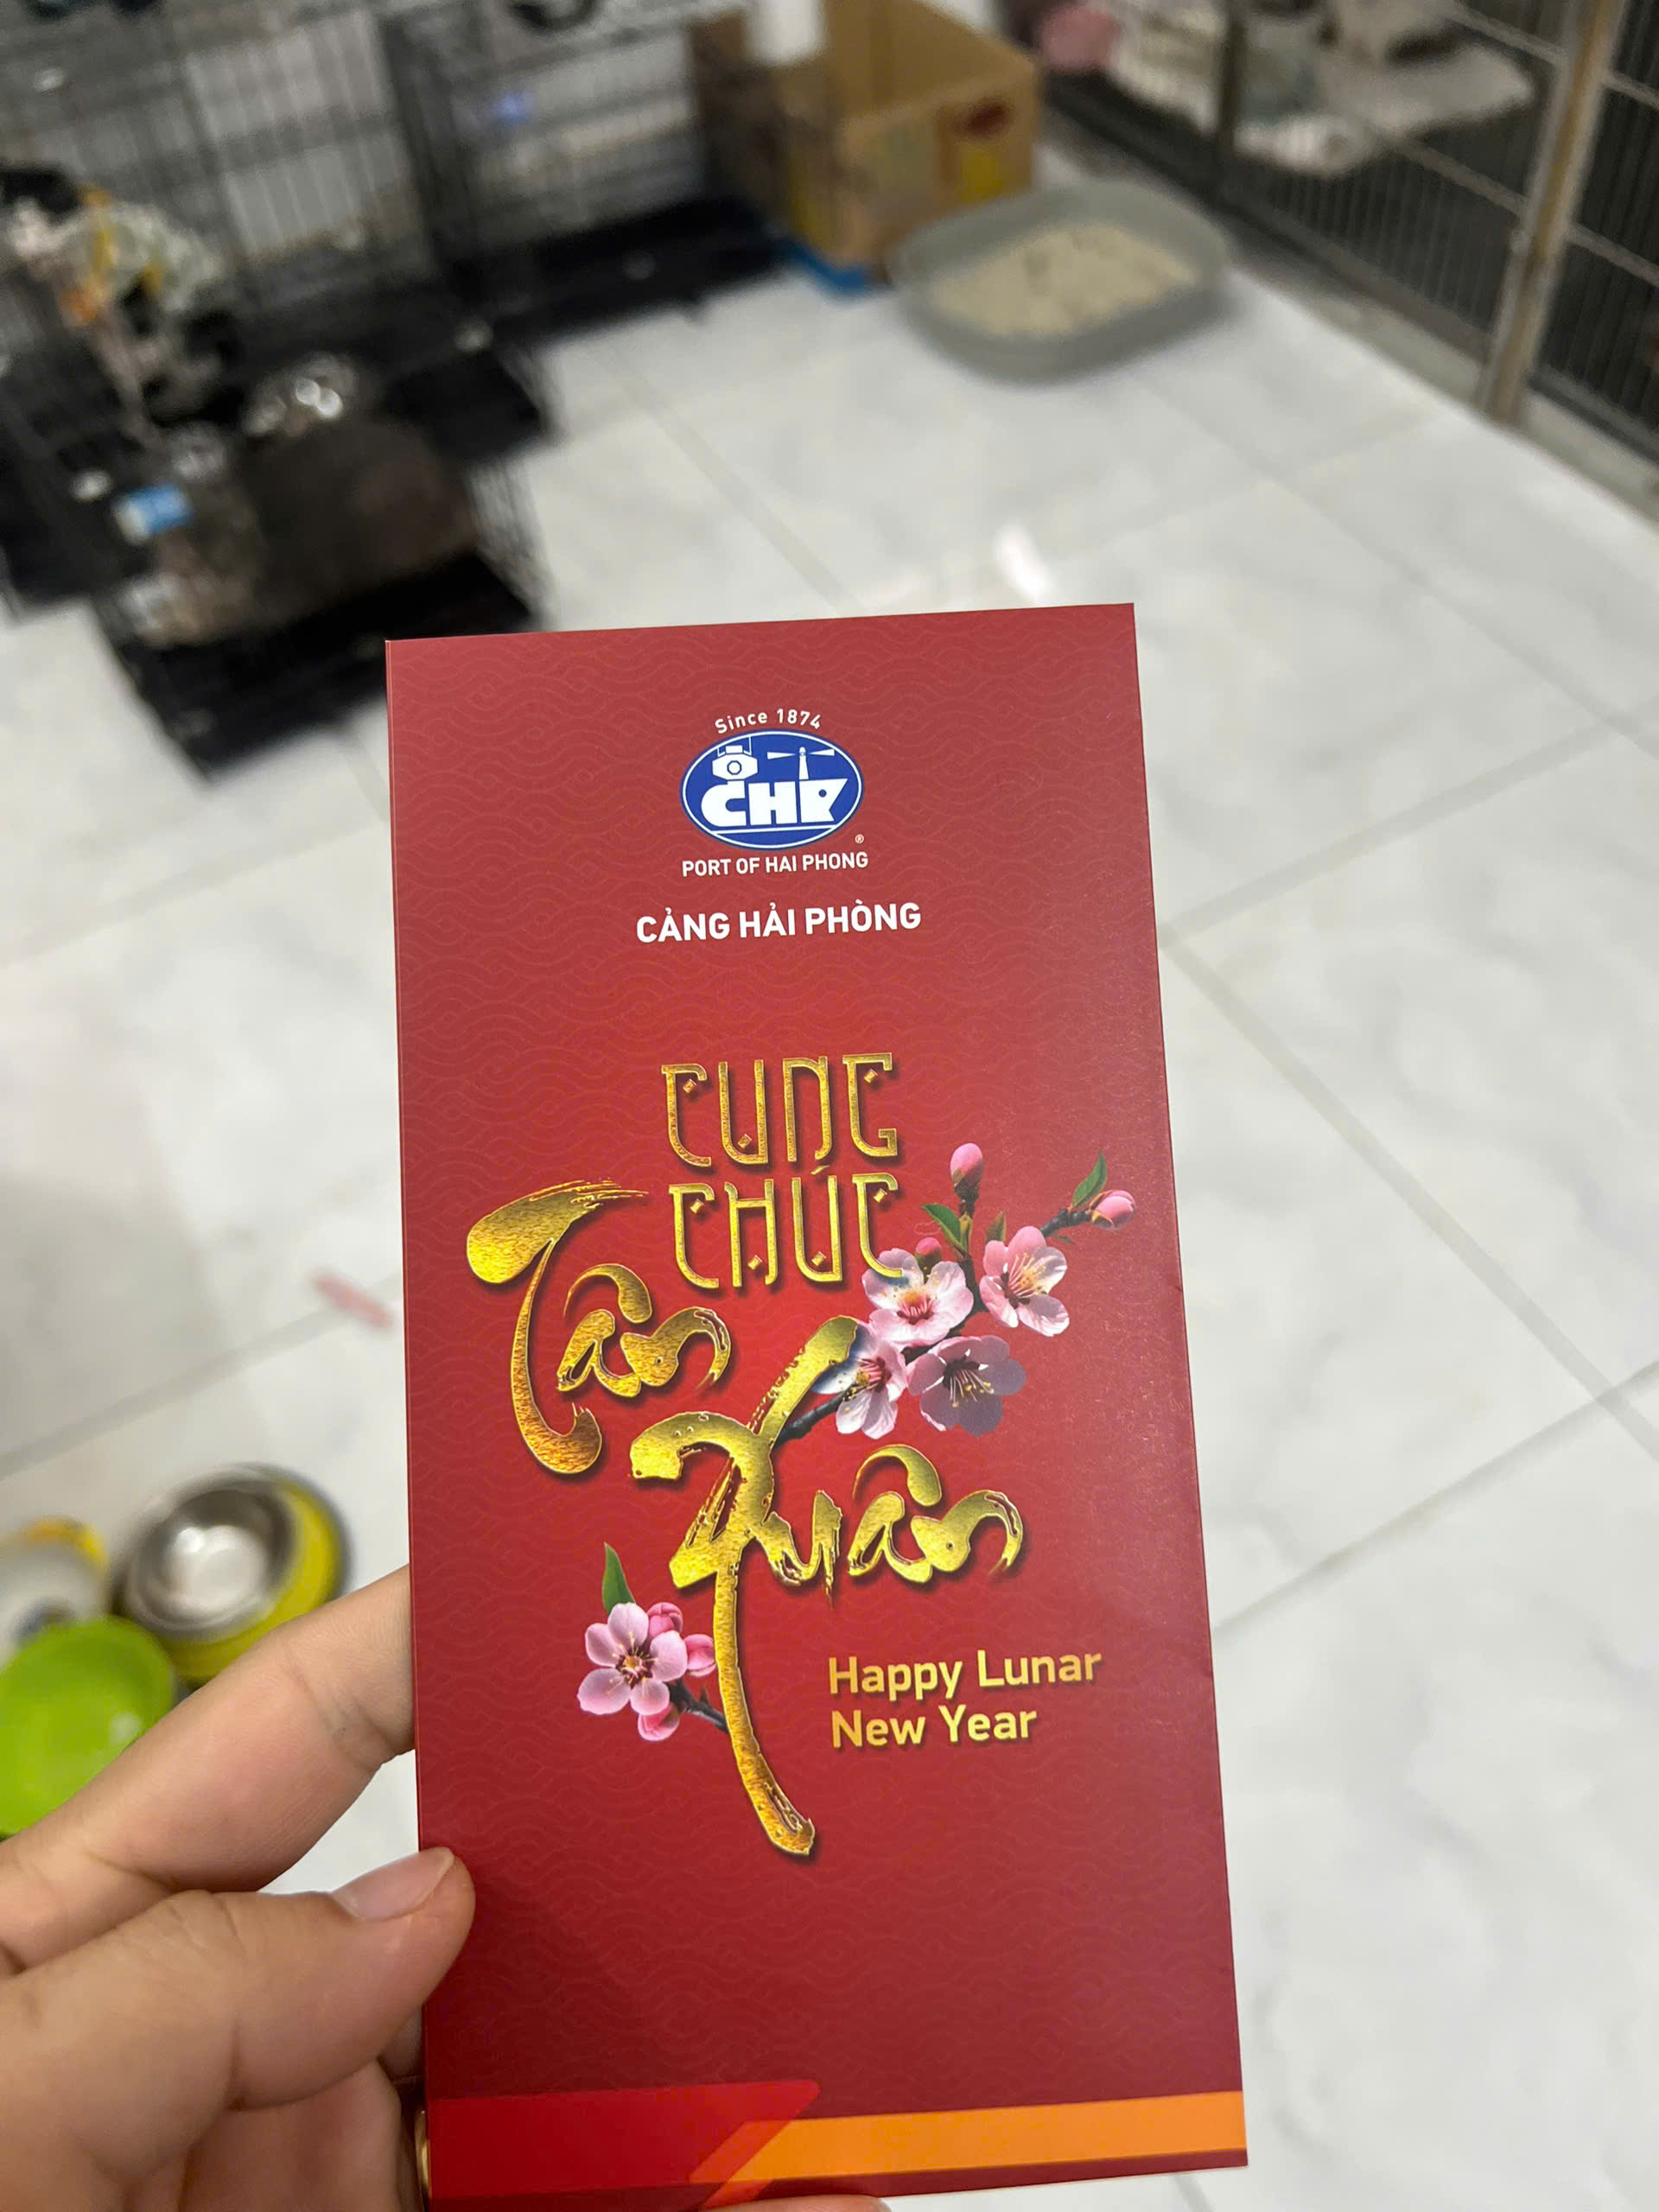 Since 1874
CHP
®
PORT OF HAI PHONG
CẢNG HẢI PHÒNG
CUNG
CHÚC
Tân
Xuân
Happy Lunar
New Year